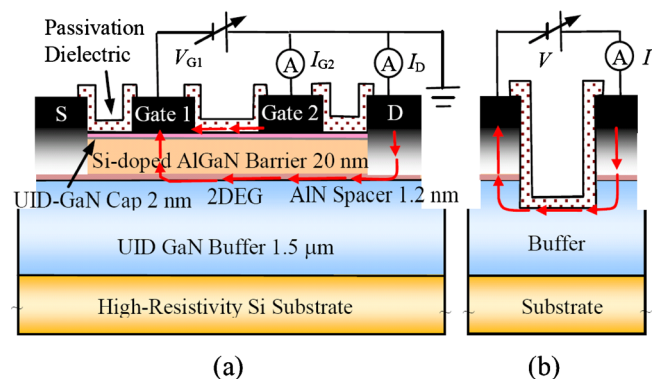 Passivation
Dielectric
V_G1
A I_G2
A I_D
V
A I
S Gate 1 Gate 2 D
Si-doped AlGaN Barrier 20 nm
UID-GaN Cap 2 nm
2DEG
AlN Spacer 1.2 nm
UID GaN Buffer 1.5 μm
Buffer
High-Resistivity Si Substrate
Substrate
(a)
(b)